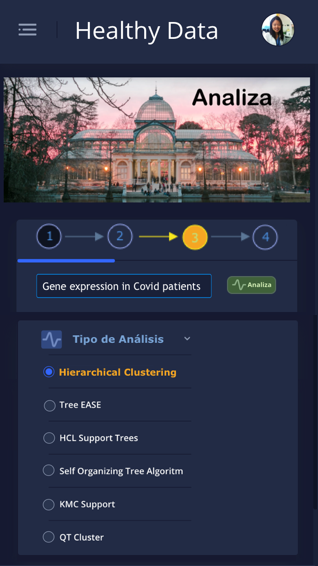 Healthy Data
Analiza
1 2 3 4
Gene expression in Covid patients
Analiza
Tipo de Análisis
Hierarchical Clustering
Tree EASE
HCL Support Trees
Self Organizing Tree Algoritm
KMC Support
QT Cluster